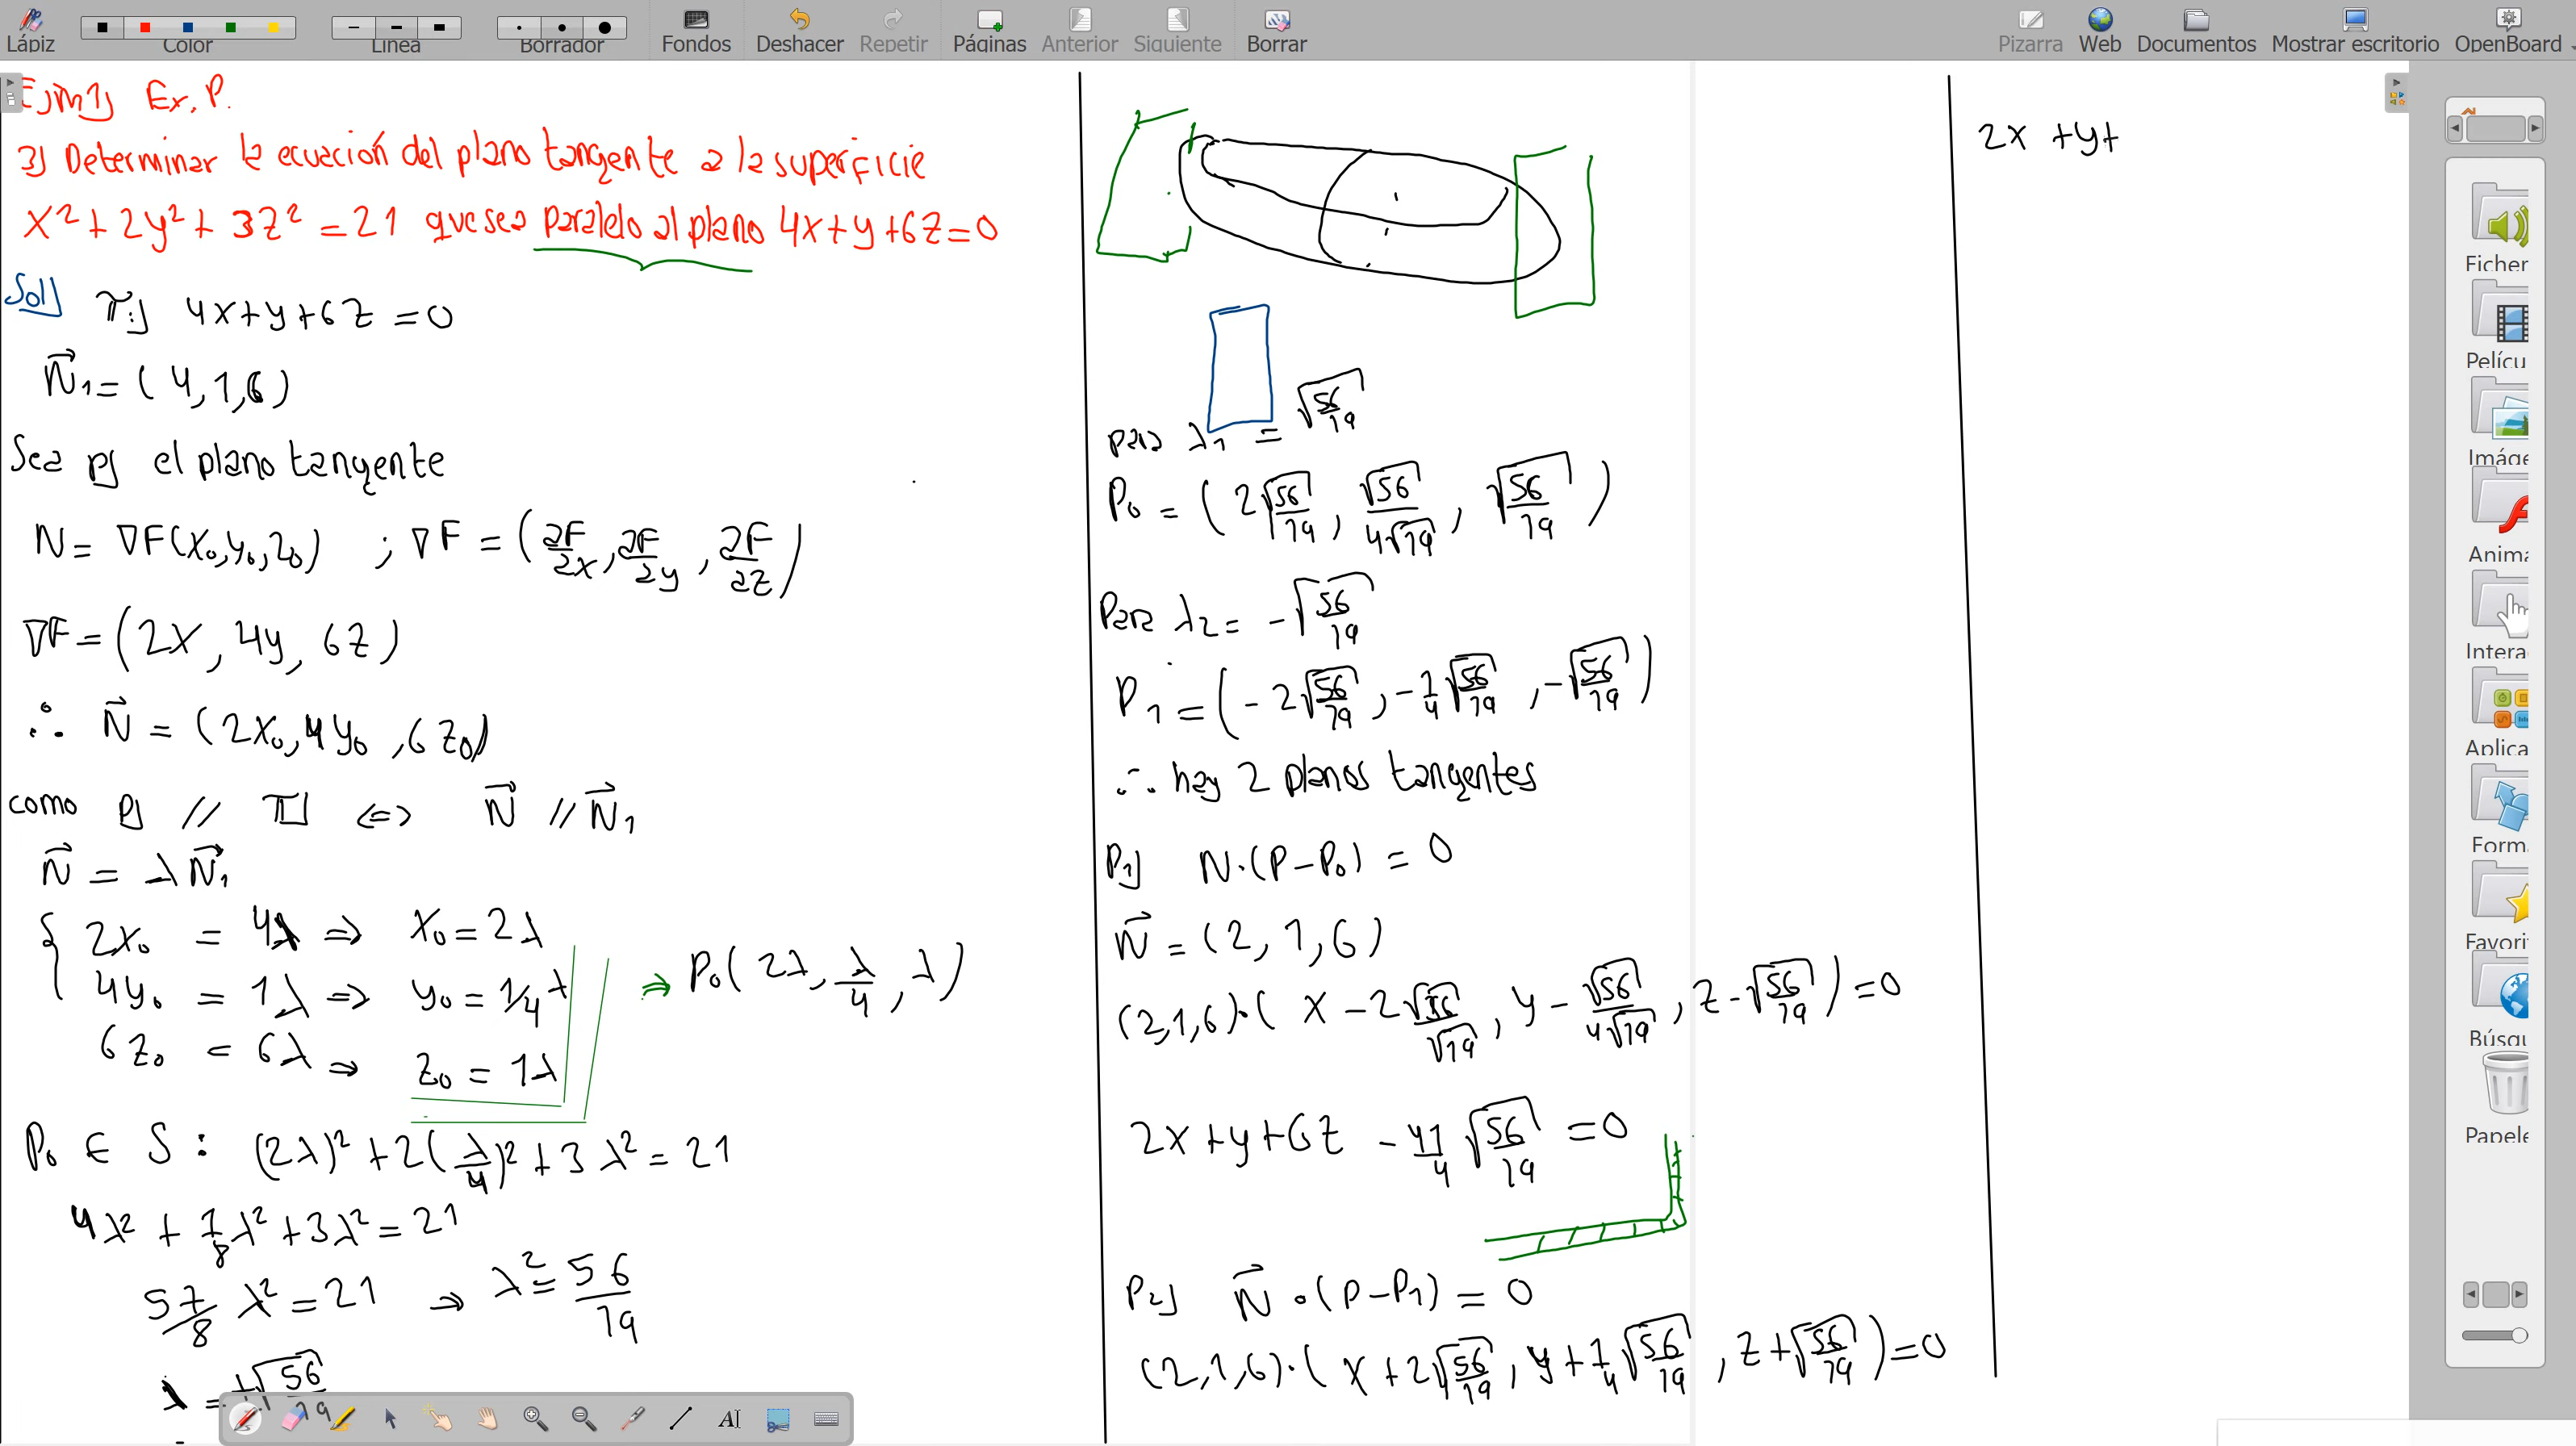 Lápiz Color Línea Borrador Fondos Deshacer Repetir Páginas Anterior Siguiente Borrar Pizarra Web Documentos Mostrar escritorio OpenBoard
Ejm1] Ex. P.
3) Determinar la ecuación del plano tangente a la superficie
x² + 2y² + 3z² = 21 que sea paralelo al plano 4x+y+6z=0
Sol]
π:] 4x+y+6z = 0
N⃗₁ = (4,1,6)
Sea P] el plano tangente
N = ∇F(x₀,y₀,z₀) ; ∇F = (∂F/∂x, ∂F/∂y, ∂F/∂z)
∇F = (2x, 4y, 6z)
∴ N⃗ = (2x₀, 4y₀, 6z₀)
como P] // π] ⇔ N⃗ // N⃗₁
N⃗ = λN⃗₁
{ 2x₀ = 4λ ⇒ x₀ = 2λ
4y₀ = 1λ ⇒ y₀ = 1/4 λ
6z₀ = 6λ ⇒ z₀ = 1λ
⇒ P₀(2λ, λ/4, λ)
P₀ ∈ S : (2λ)² + 2(λ/4)² + 3λ² = 21
4λ² + 1/8 λ² + 3λ² = 21
57/8 λ² = 21 ⇒ λ² = 56/19
λ = ±√56/19
para λ₁ = √56/19
P₀ = (2√56/19, √56/4√19, √56/19)
Para λ₂ = -√56/19
P₁ = (-2√56/19, -1/4 √56/19, -√56/19)
∴ hay 2 planos tangentes
P₁] N·(P-P₀) = 0
N⃗ = (2,1,6)
(2,1,6)·(x - 2√56/√19, y - √56/4√19, z - √56/19) = 0
2x+y+6z - 41/4 √56/19 = 0
P₂] N⃗·(P-P₁) = 0
(2,1,6)·(x + 2√56/19, y + 1/4 √56/19, z + √56/19) = 0
2x +y+
Ficher
Pelícu
Imáge
Anima
Intera
Aplica
Form
Favori
Búsqu
Papele
AI